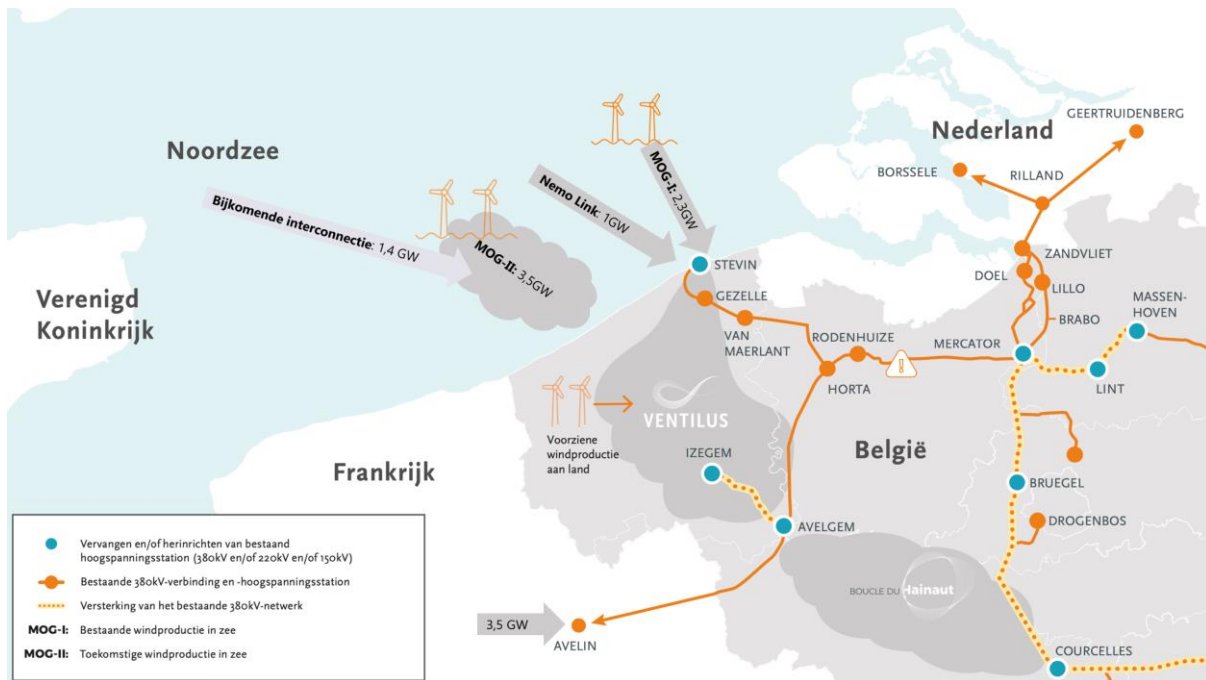 Noordzee
Nederland
GEERTRUIDENBERG
BORSSELE
RILLAND
MOG-I: 2,3GW
Nemo Link: 1GW
Bijkomende interconnectie: 1,4 GW
MOG-II: 3,5GW
STEVIN
ZANDVLIET
DOEL
LILLO
GEZELLE
MASSEN-
HOVEN
Verenigd
Koninkrijk
BRABO
VAN
MAERLANT
RODENHUIZE
MERCATOR
!
HORTA
LINT
VENTILUS
Voorziene
windproductie
aan land
IZEGEM
België
Frankrijk
BRUEGEL
AVELGEM
DROGENBOS
BOUCLE DU Hainaut
3,5 GW
AVELIN
COURCELLES
Vervangen en/of herinrichten van bestaand
hoogspanningsstation (380kV en/of 220kV en/of 150kV)
Bestaande 380kV-verbinding en -hoogspanningsstation
Versterking van het bestaande 380kV-netwerk
MOG-I: Bestaande windproductie in zee
MOG-II: Toekomstige windproductie in zee